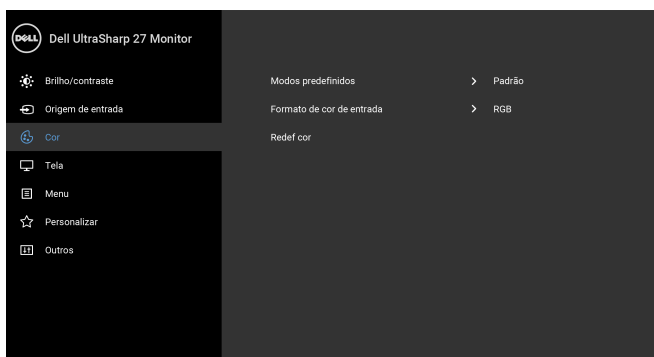 DELL Dell UltraSharp 27 Monitor
Brilho/contraste
Modos predefinidos > Padrão
Origem de entrada
Formato de cor de entrada > RGB
Cor
Redef cor
Tela
Menu
Personalizar
Outros